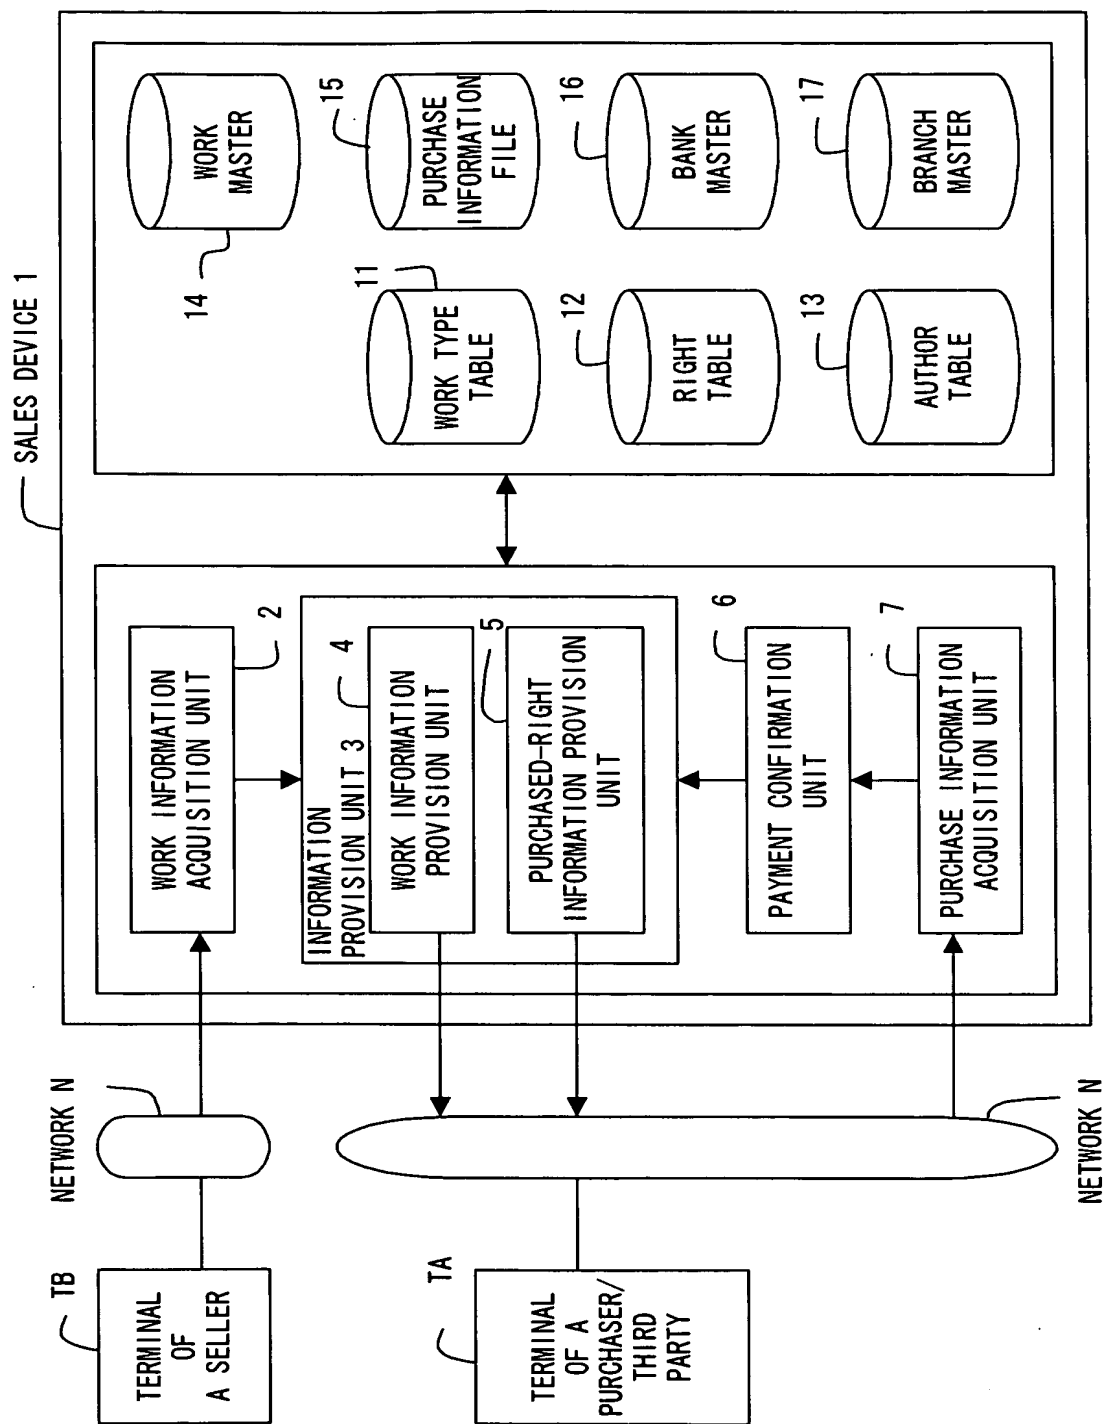 SALES DEVICE 1
TB
TERMINAL
OF
A SELLER
NETWORK N
WORK INFORMATION
ACQUISITION UNIT
2
INFORMATION
PROVISION UNIT 3
WORK INFORMATION
PROVISION UNIT
4
PURCHASED-RIGHT
INFORMATION PROVISION
UNIT
5
PAYMENT CONFIRMATION
UNIT
6
PURCHASE INFORMATION
ACQUISITION UNIT
7
TA
TERMINAL
OF A
PURCHASER/
THIRD
PARTY
NETWORK N
14
WORK
MASTER
11
WORK TYPE
TABLE
15
PURCHASE
INFORMATION
FILE
12
RIGHT
TABLE
16
BANK
MASTER
13
AUTHOR
TABLE
17
BRANCH
MASTER